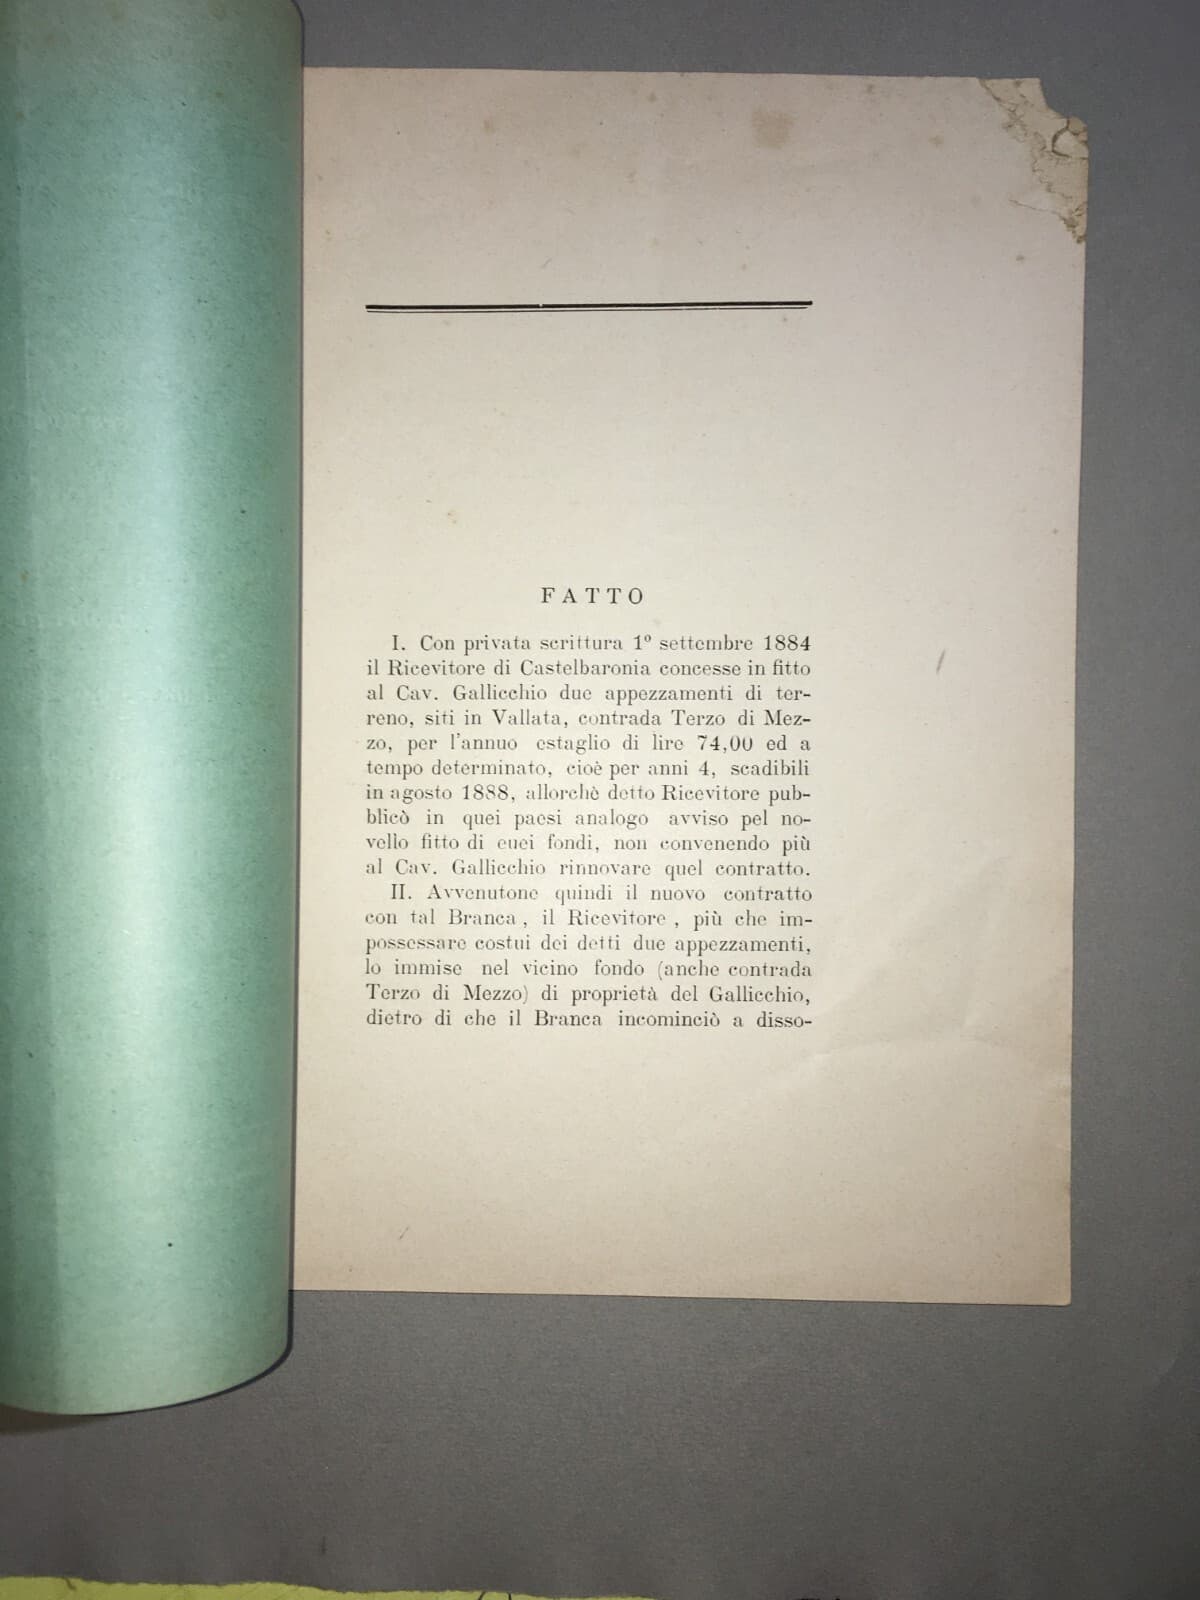 FATTO
I. Con privata scrittura 1º settembre 1884
il Ricevitore di Castelbaronia concesse in fitto
al Cav. Gallicchio due appezzamenti di ter-
reno, siti in Vallata, contrada Terzo di Mez-
zo, per l'annuo estaglio di lire 74,00 ed a
tempo determinato, cioè per anni 4, scadibili
in agosto 1888, allorchè detto Ricevitore pub-
blicò in quei paesi analogo avviso pel no-
vello fitto di cuei fondi, non convenendo più
al Cav. Gallicchio rinnovare quel contratto.
II. Avvenutone quindi il nuovo contratto
con tal Branca, il Ricevitore, più che im-
possessare costui dei detti due appezzamenti,
lo immise nel vicino fondo (anche contrada
Terzo di Mezzo) di proprietà del Gallicchio,
dietro di che il Branca incominciò a disso-